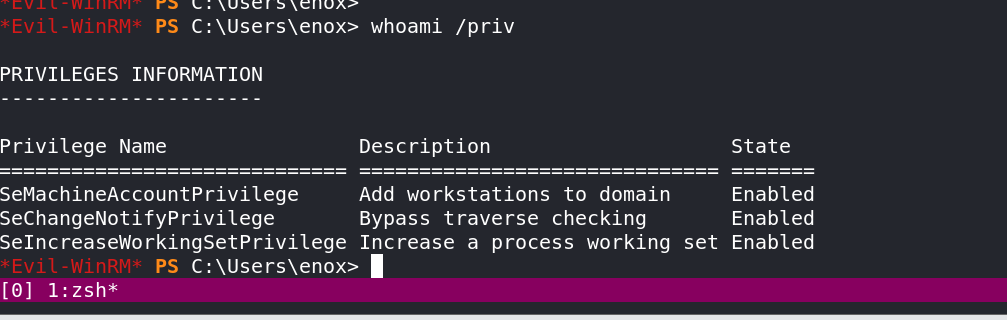 *Evil-WinRM* PS C:\Users\enox>
*Evil-WinRM* PS C:\Users\enox> whoami /priv
PRIVILEGES INFORMATION
----------------------
Privilege Name                Description                    State
============================= ============================== =======
SeMachineAccountPrivilege     Add workstations to domain     Enabled
SeChangeNotifyPrivilege       Bypass traverse checking       Enabled
SeIncreaseWorkingSetPrivilege Increase a process working set Enabled
*Evil-WinRM* PS C:\Users\enox>
[0] 1:zsh*